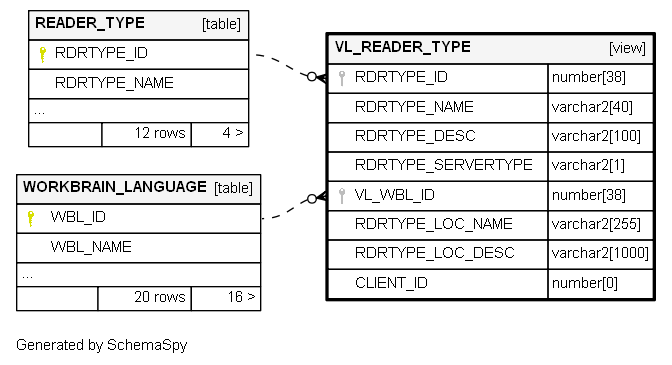 READER_TYPE [table]
RDRTYPE_ID
RDRTYPE_NAME
...
12 rows 4 >
WORKBRAIN_LANGUAGE [table]
WBL_ID
WBL_NAME
...
20 rows 16 >
VL_READER_TYPE [view]
RDRTYPE_ID number[38]
RDRTYPE_NAME varchar2[40]
RDRTYPE_DESC varchar2[100]
RDRTYPE_SERVERTYPE varchar2[1]
VL_WBL_ID number[38]
RDRTYPE_LOC_NAME varchar2[255]
RDRTYPE_LOC_DESC varchar2[1000]
CLIENT_ID number[0]
Generated by SchemaSpy